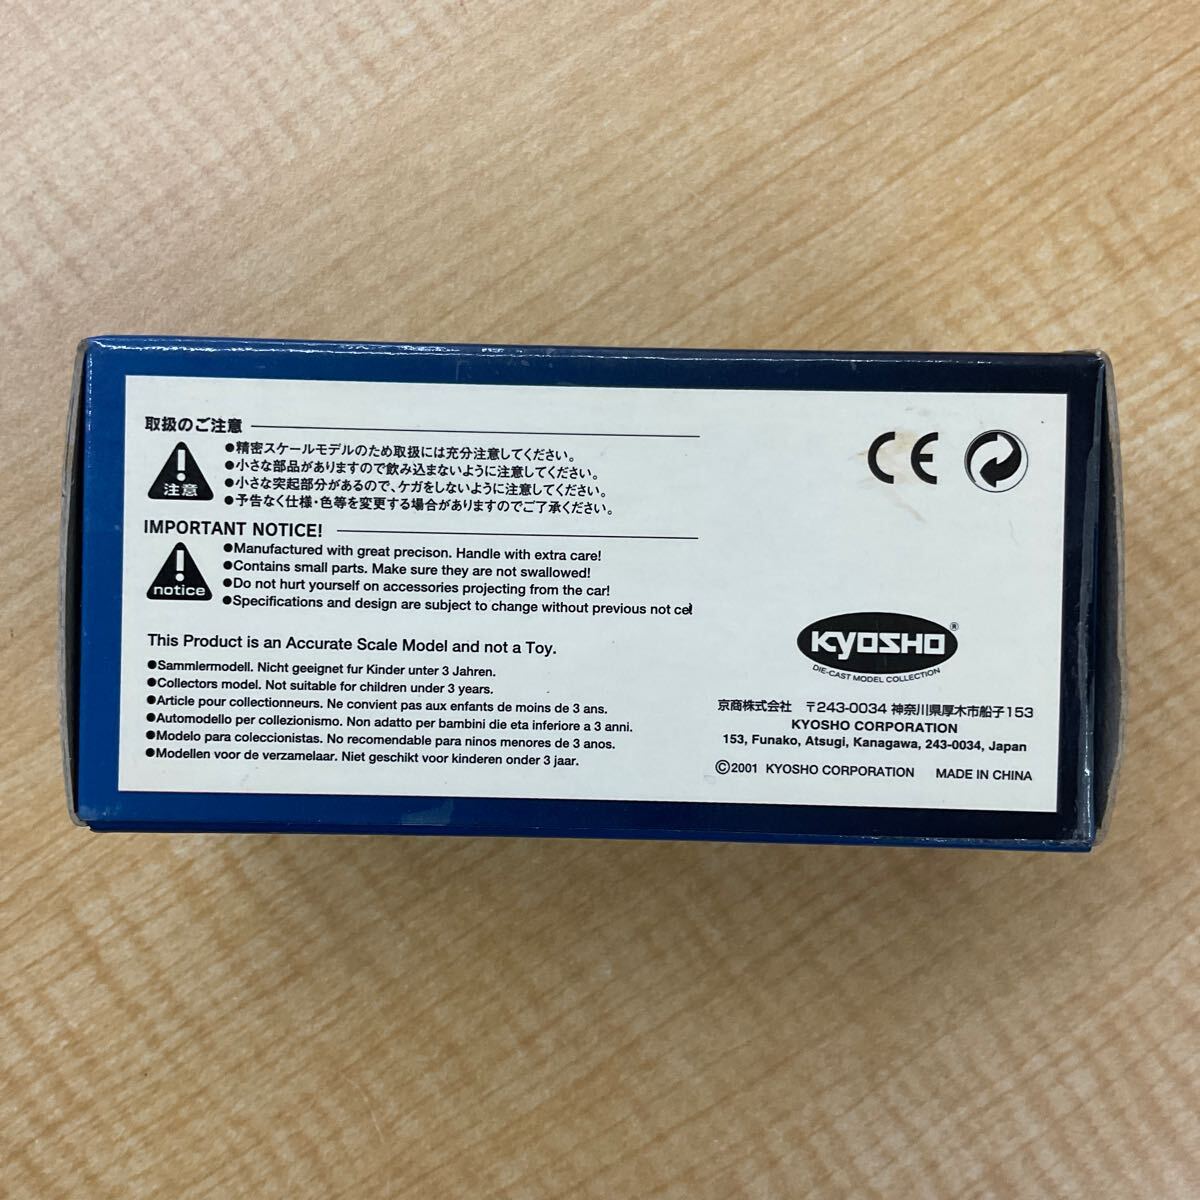 取扱のご注意
注意
●精密スケールモデルのため取扱には充分注意してください。
●小さな部品がありますので飲み込まないように注意してください。
●小さな突起部分があるので、ケガをしないように注意してください。
●予告なく仕様・色等を変更する場合がありますのでご了承ください。
IMPORTANT NOTICE!
notice
●Manufactured with great precison. Handle with extra care!
●Contains small parts. Make sure they are not swallowed!
●Do not hurt yourself on accessories projecting from the car!
●Specifications and design are subject to change without previous not ce!
This Product is an Accurate Scale Model and not a Toy.
●Sammlermodell. Nicht geeignet fur Kinder unter 3 Jahren.
●Collectors model. Not suitable for children under 3 years.
●Article pour collectionneurs. Ne convient pas aux enfants de moins de 3 ans.
●Automodello per collezionismo. Non adatto per bambini die eta inferiore a 3 anni.
●Modelo para coleccionistas. No recomendable para ninos menores de 3 anos.
●Modellen voor de verzamelaar. Niet geschikt voor kinderen onder 3 jaar.
CE
KYOSHO®
DIE-CAST MODEL COLLECTION
京商株式会社 〒243-0034 神奈川県厚木市船子153
KYOSHO CORPORATION
153, Funako, Atsugi, Kanagawa, 243-0034, Japan
©2001 KYOSHO CORPORATION MADE IN CHINA